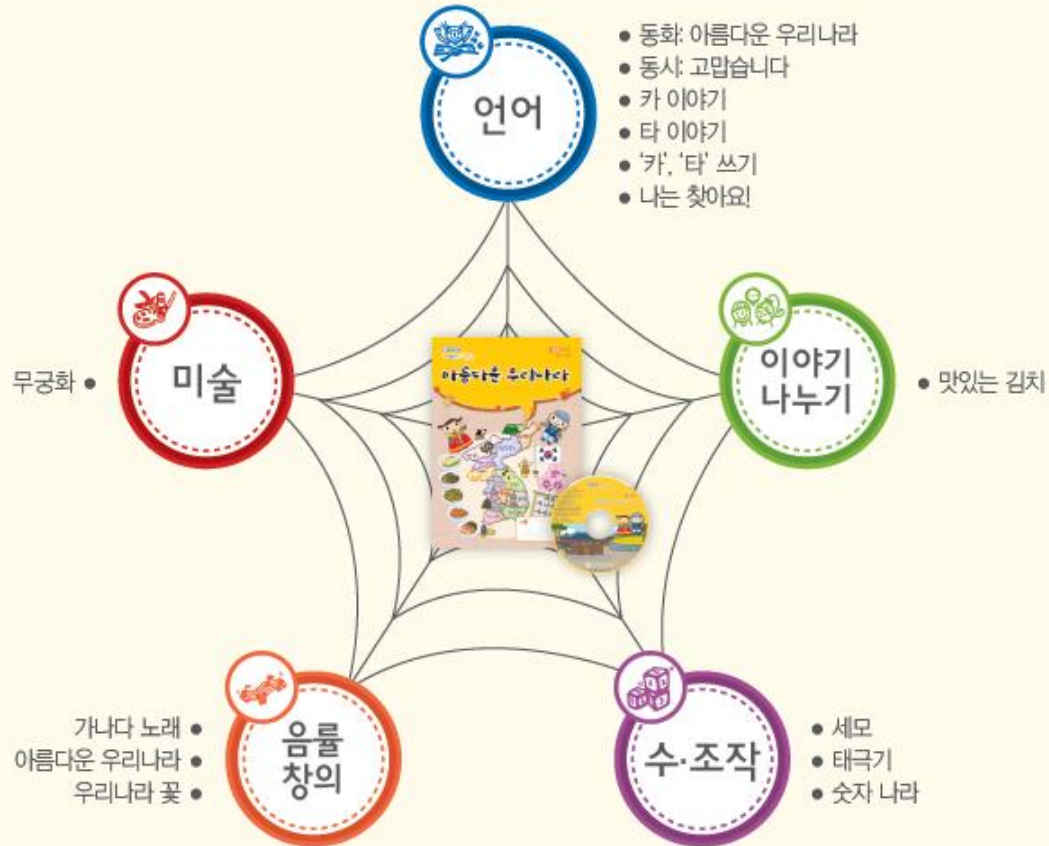 언어
● 동화: 아름다운 우리나라
● 동시: 고맙습니다
● 카 이야기
● 타 이야기
● '카', '타' 쓰기
● 나는 찾아요!
무궁화 ●
미술
아름다운 우리나라
이야기
나누기
● 맛있는 김치
가나다 노래 ●
아름다운 우리나라 ●
우리나라 꽃 ●
음률
창의
수·조작
● 세모
● 태극기
● 숫자 나라